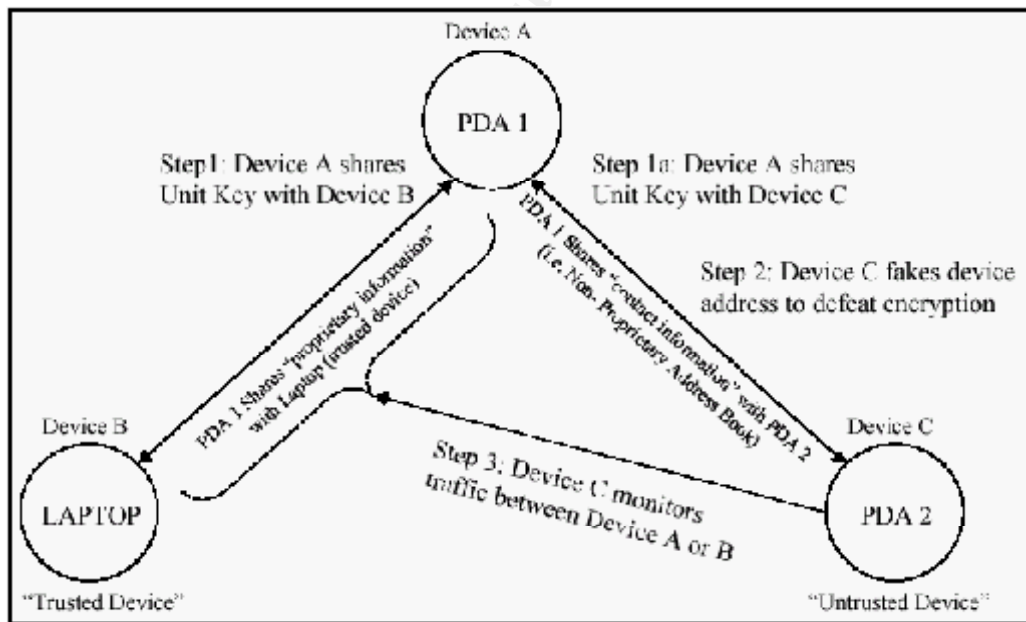 Device A
PDA 1
Step1: Device A shares
Unit Key with Device B
Step 1a: Device A shares
Unit Key with Device C
PDA 1 Shares "proprietary information"
with Laptop (trusted device)
PDA 1 Shares "contact information" with PDA 2
(i.e. Non- Proprietary Address Book)
Step 2: Device C fakes device
address to defeat encryption
Device B
LAPTOP
"Trusted Device"
Step 3: Device C monitors
traffic between Device A or B
Device C
PDA 2
"Untrusted Device"